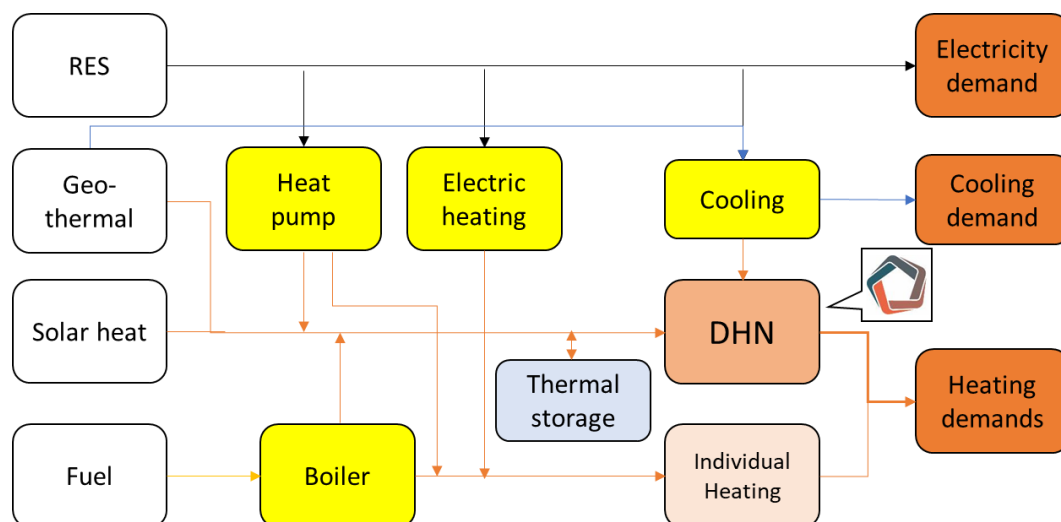 RES
Electricity
demand
Geo-
thermal
Heat
pump
Electric
heating
Cooling
Cooling
demand
Solar heat
DHN
Thermal
storage
Heating
demands
Fuel
Boiler
Individual
Heating